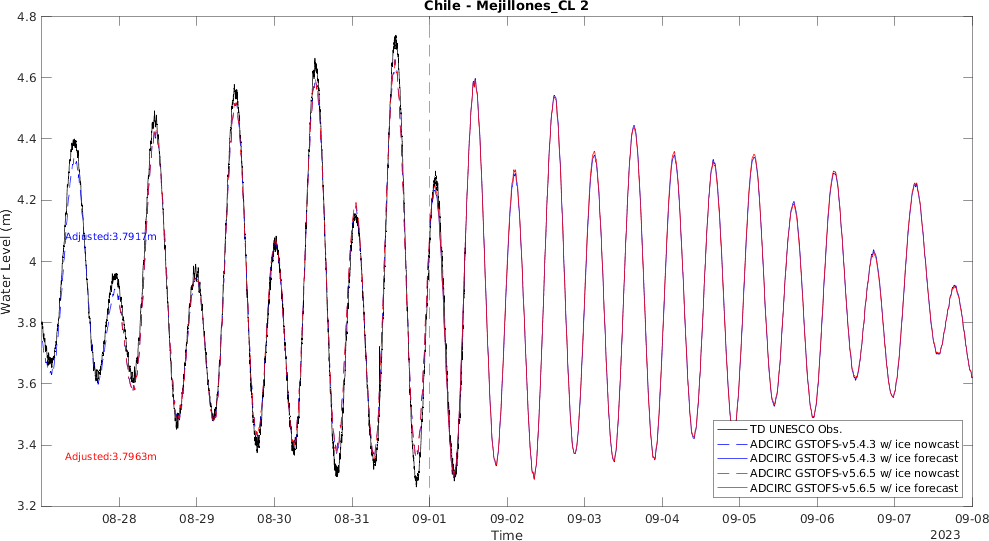 Chile - Mejillones_CL 2
Water Level (m)
4.8
4.6
4.4
4.2
4
3.8
3.6
3.4
3.2
Adjusted:3.7917m
Adjusted:3.7963m
TD UNESCO Obs.
ADCIRC GSTOFS-v5.4.3 w/ ice nowcast
ADCIRC GSTOFS-v5.4.3 w/ ice forecast
ADCIRC GSTOFS-v5.6.5 w/ ice nowcast
ADCIRC GSTOFS-v5.6.5 w/ ice forecast
08-28 08-29 08-30 08-31 09-01 09-02 09-03 09-04 09-05 09-06 09-07 09-08
Time
2023